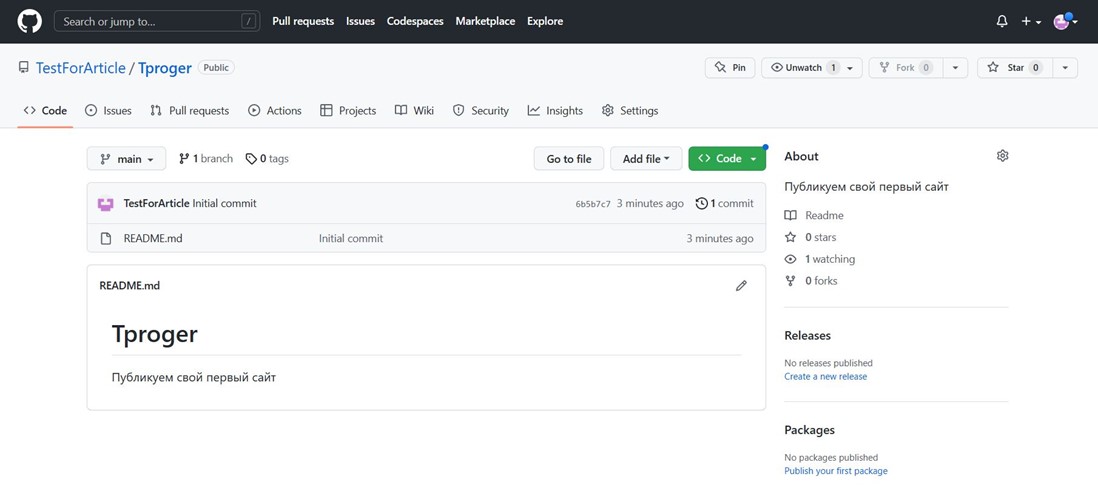 Search or jump to... / Pull requests Issues Codespaces Marketplace Explore
TestForArticle / Tproger Public Pin Unwatch 1 Fork 0 Star 0
Code Issues Pull requests Actions Projects Wiki Security Insights Settings
main 1 branch 0 tags Go to file Add file Code
TestForArticle Initial commit 6b5b7c7 3 minutes ago 1 commit
README.md Initial commit 3 minutes ago
README.md
Tproger
Публикуем свой первый сайт
About
Публикуем свой первый сайт
Readme
0 stars
1 watching
0 forks
Releases
No releases published
Create a new release
Packages
No packages published
Publish your first package